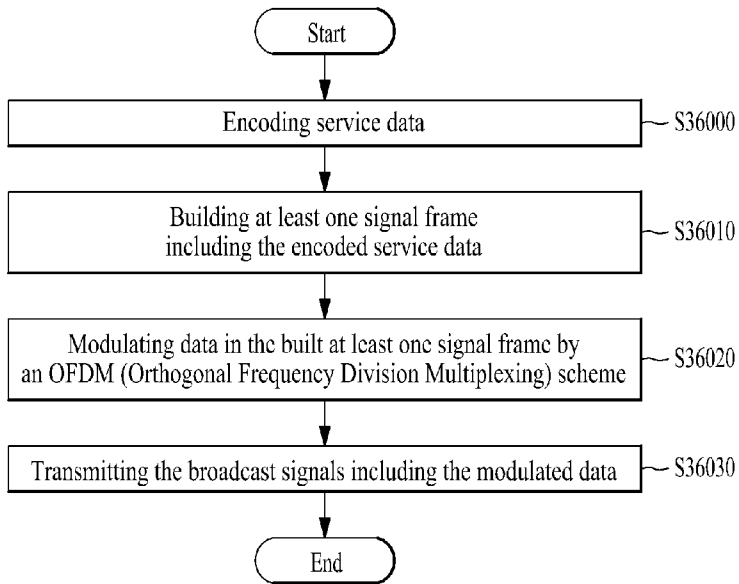 Start
Encoding service data
S36000
Building at least one signal frame
including the encoded service data
S36010
Modulating data in the built at least one signal frame by
an OFDM (Orthogonal Frequency Division Multiplexing) scheme
S36020
Transmitting the broadcast signals including the modulated data
S36030
End